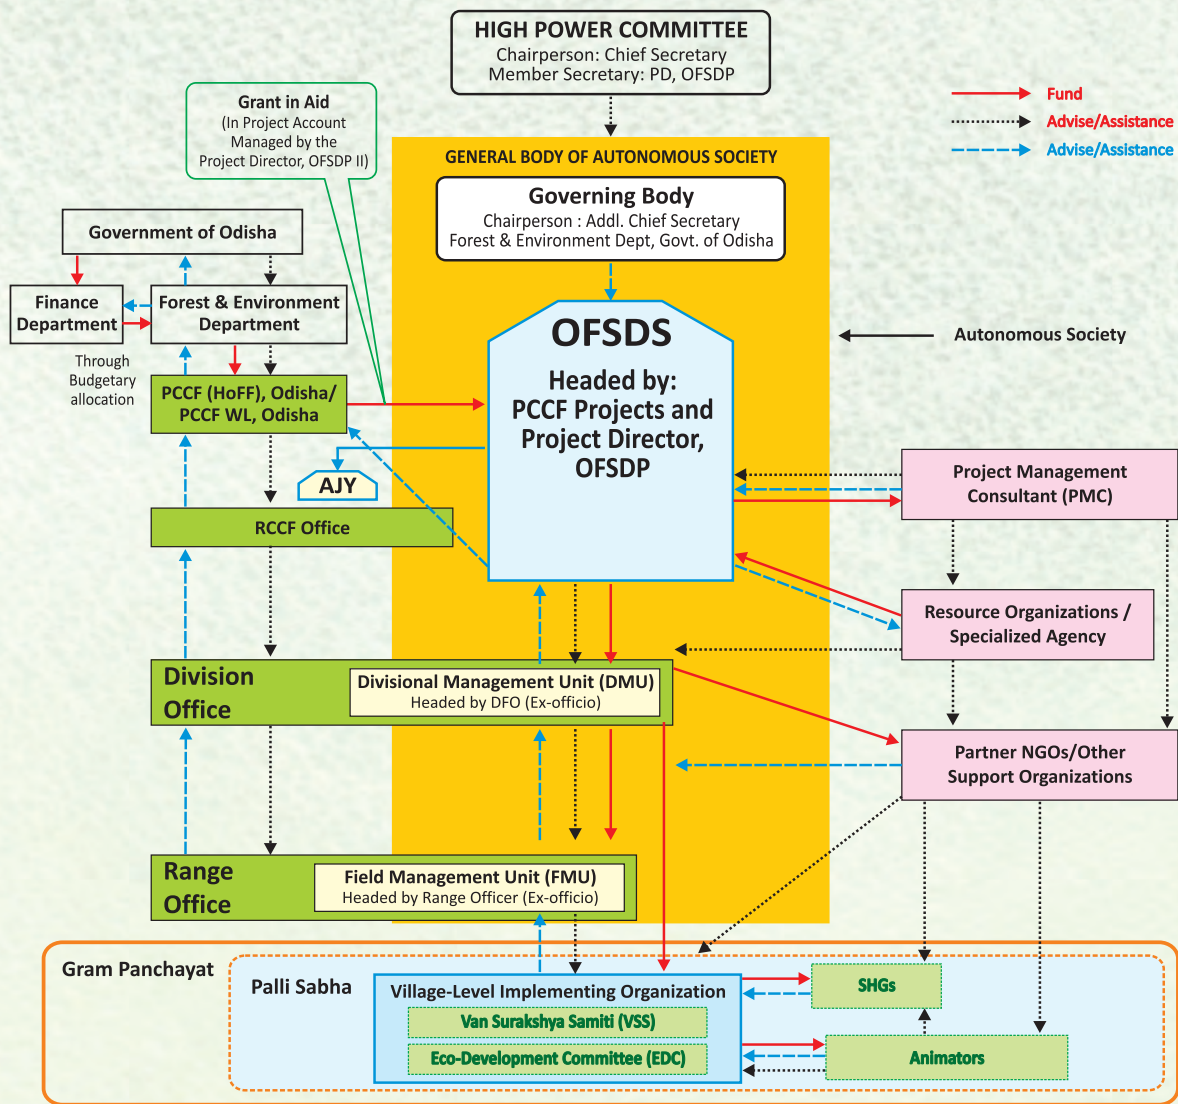 HIGH POWER COMMITTEE
Chairperson: Chief Secretary
Member Secretary: PD, OFSDP
Fund
Advise/Assistance
Advise/Assistance
Grant in Aid
(In Project Account
Managed by the
Project Director, OFSDP II)
GENERAL BODY OF AUTONOMOUS SOCIETY
Governing Body
Chairperson : Addl. Chief Secretary
Forest & Environment Dept, Govt. of Odisha
Government of Odisha
Finance
Department
Forest & Environment
Department
Through
Budgetary
allocation
PCCF (HoFF), Odisha/
PCCF WL, Odisha
OFSDS
Headed by:
PCCF Projects and
Project Director,
OFSDP
Autonomous Society
AJY
RCCF Office
Project Management
Consultant (PMC)
Resource Organizations /
Specialized Agency
Division
Office
Divisional Management Unit (DMU)
Headed by DFO (Ex-officio)
Partner NGOs/Other
Support Organizations
Range
Office
Field Management Unit (FMU)
Headed by Range Officer (Ex-officio)
Gram Panchayat
Palli Sabha
Village-Level Implementing Organization
Van Surakshya Samiti (VSS)
Eco-Development Committee (EDC)
SHGs
Animators